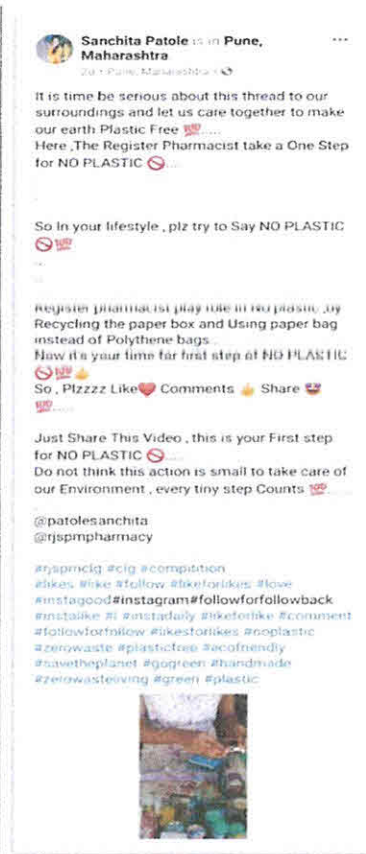 Sanchita Patole is in Pune,
Maharashtra
2d • Pune, Maharashtra •
It is time be serious about this thread to our
surroundings and let us care together to make
our earth Plastic Free 💯.....
Here ,The Register Pharmacist take a One Step
for NO PLASTIC 🚫....
So In your lifestyle , plz try to Say NO PLASTIC
🚫💯
..
..
Register pharmacist play role in No plastic ,by
Recycling the paper box and Using paper bag
instead of Polythene bags .
Now it's your time for first step of NO PLASTIC
🚫💯👍
So , Plzzzz Like❤️ Comments 👍 Share 🤩
💯.....
Just Share This Video , this is your First step
for NO PLASTIC 🚫....
Do not think this action is small to take care of
our Environment , every tiny step Counts 💯.....
@patolesanchita
@rjspmpharmacy
#rjspmcig #cig #compitition
#likes #like #follow #likeforlikes #love
#instagood#instagram#followforfollowback
#instalike #l #instadaily #likeforlike #comment
#followforfollow #likesforlikes #noplastic
#zerowaste #plasticfree #ecofriendly
#savetheplanet #gogreen #handmade
#zerowasteliving #green #plastic